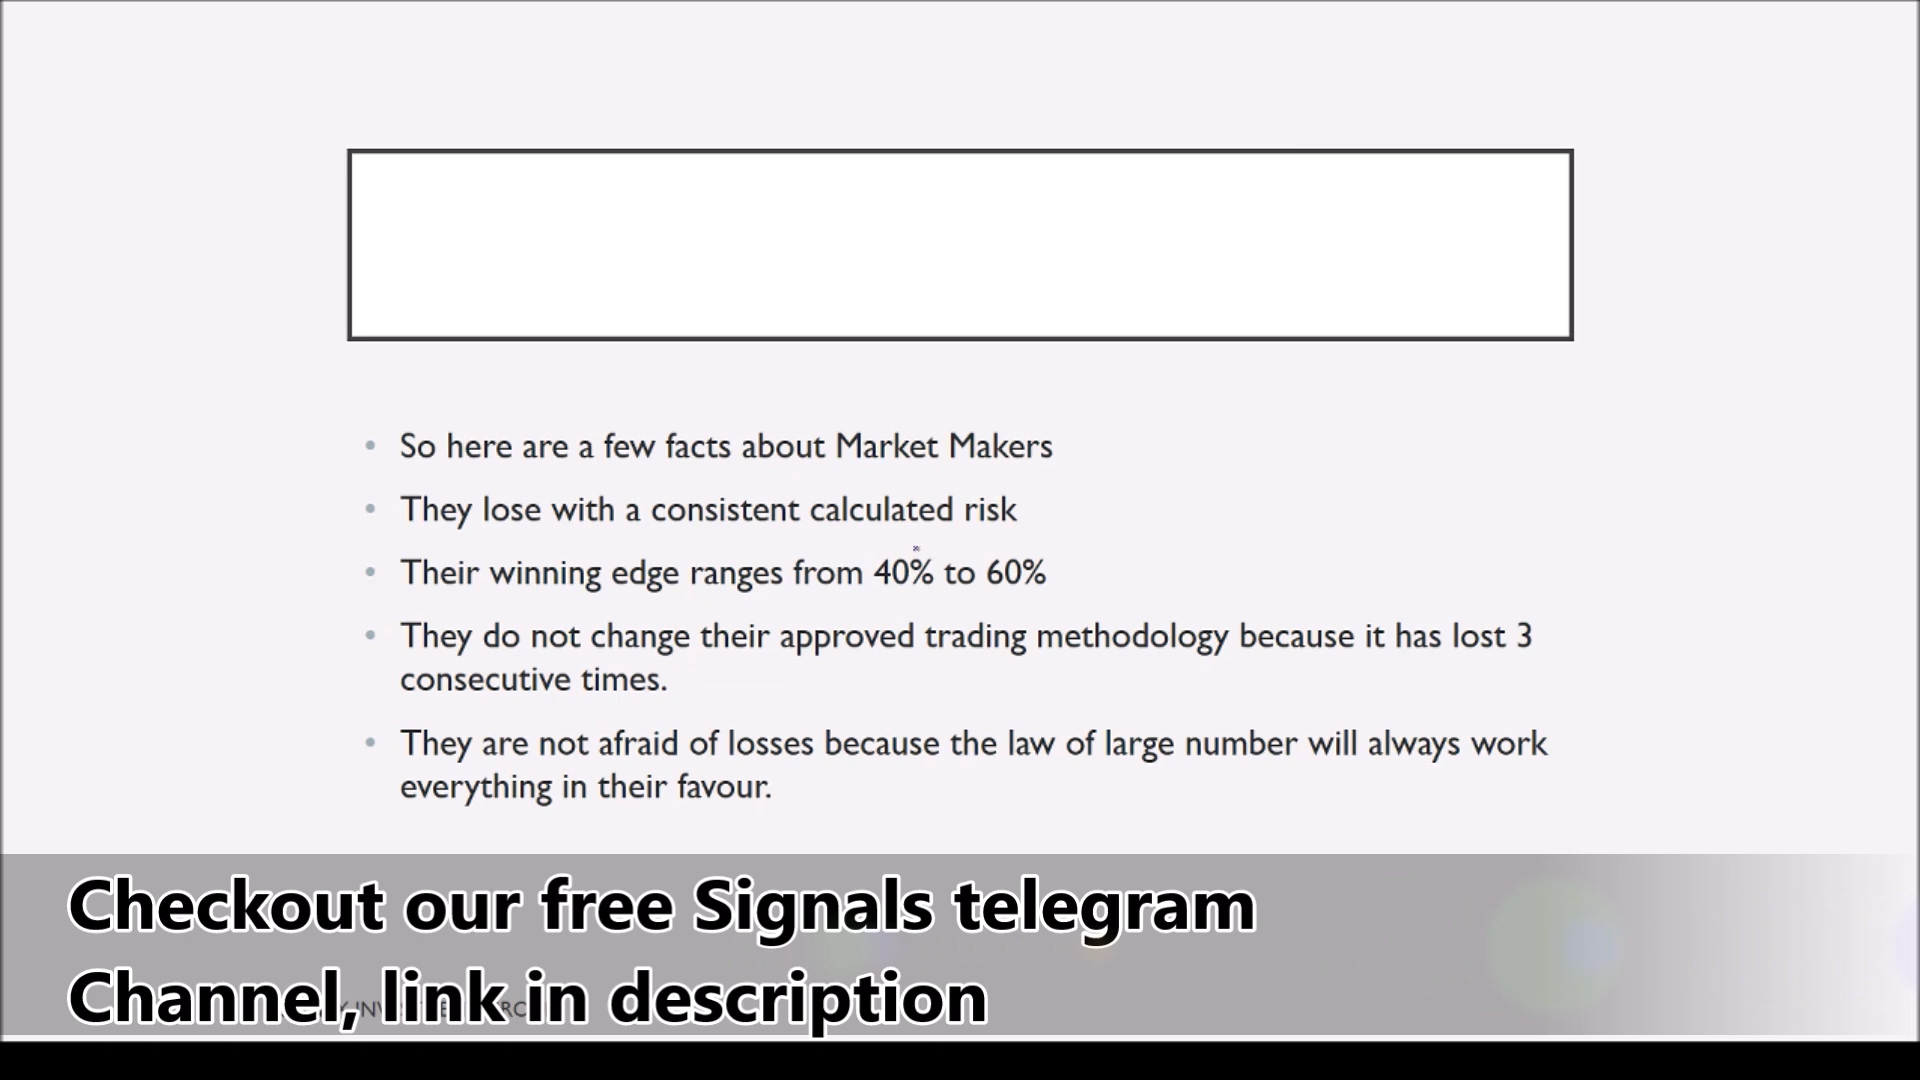 So here are a few facts about Market Makers
They lose with a consistent calculated risk
Their winning edge ranges from 40% to 60%
They do not change their approved trading methodology because it has lost 3
consecutive times.
They are not afraid of losses because the law of large number will always work
everything in their favour.
Checkout our free Signals telegram
Channel, link in description